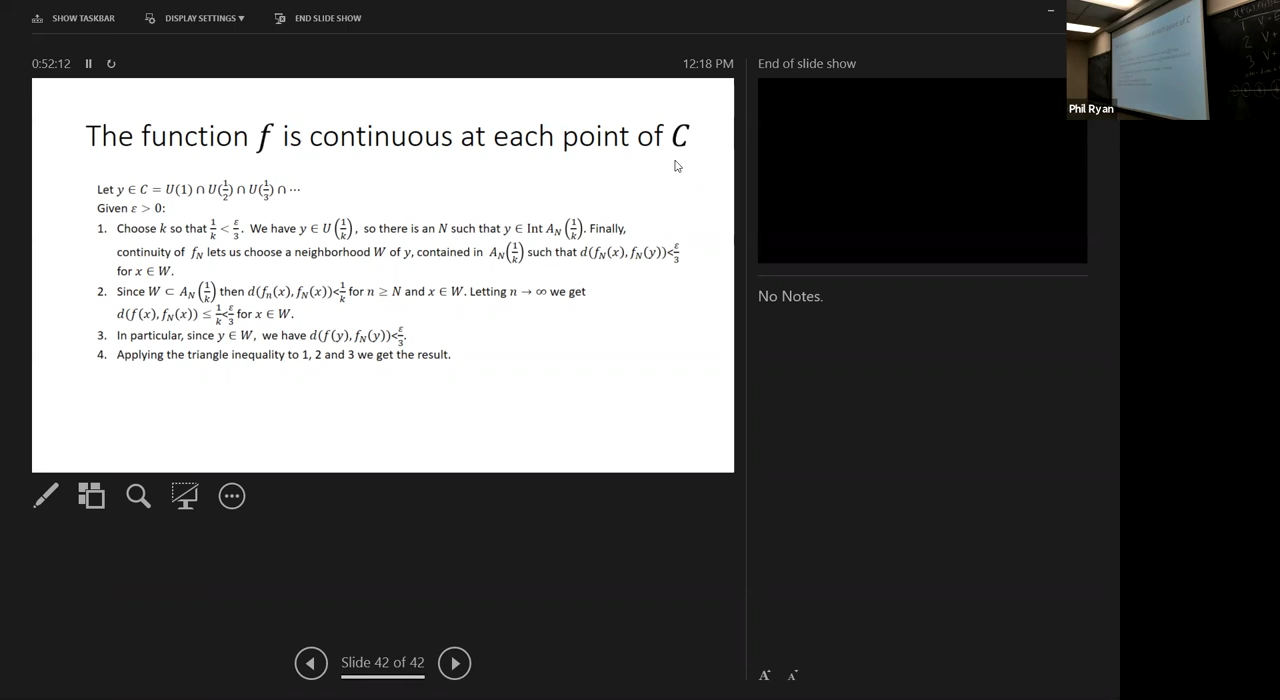 SHOW TASKBAR DISPLAY SETTINGS ▼ END SLIDE SHOW
0:52:12 12:18 PM
End of slide show
Phil Ryan
The function f is continuous at each point of C
Let y ∈ C = U(1) ∩ U(1/2) ∩ U(1/3) ∩ ⋯
Given ε > 0:
1. Choose k so that 1/k < ε/3. We have y ∈ U(1/k), so there is an N such that y ∈ Int A_N(1/k). Finally,
continuity of f_N lets us choose a neighborhood W of y, contained in A_N(1/k) such that d(f_N(x), f_N(y))<ε/3
for x ∈ W.
2. Since W ⊂ A_N(1/k) then d(f_n(x), f_N(x))<1/k for n ≥ N and x ∈ W. Letting n → ∞ we get
d(f(x), f_N(x)) ≤ 1/k<ε/3 for x ∈ W.
3. In particular, since y ∈ W, we have d(f(y), f_N(y))<ε/3.
4. Applying the triangle inequality to 1, 2 and 3 we get the result.
No Notes.
Slide 42 of 42
A A